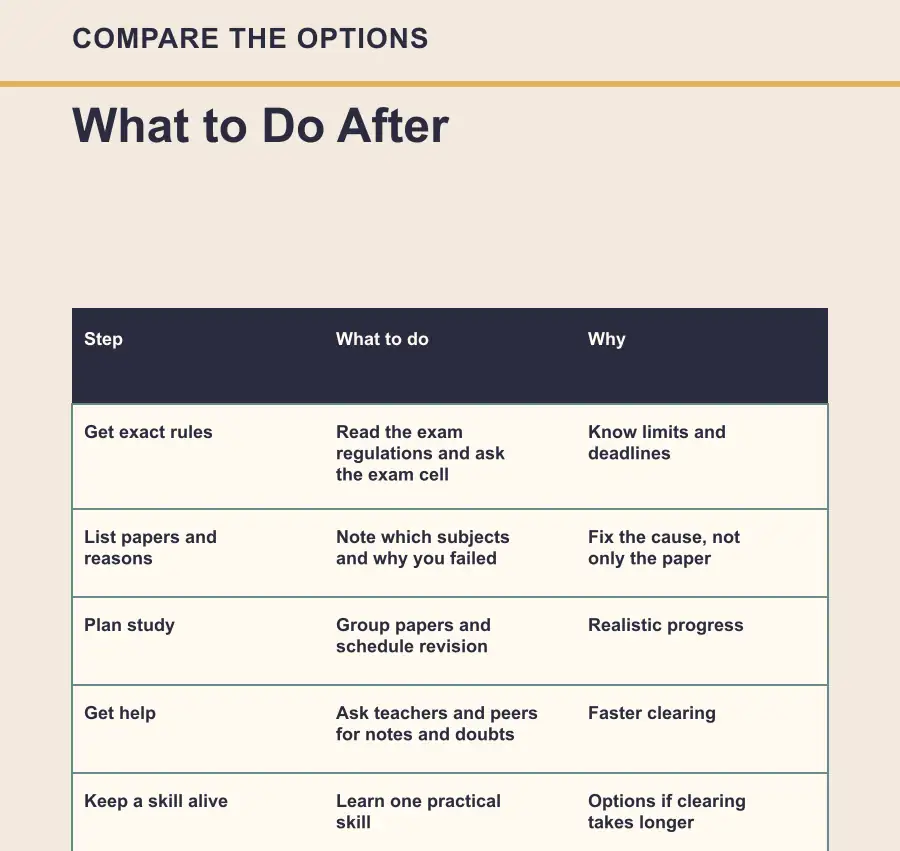 COMPARE THE OPTIONS
What to Do After
Step What to do Why
Get exact rules Read the exam Know limits and
regulations and ask deadlines
the exam cell
List papers and Note which subjects Fix the cause, not
reasons and why you failed only the paper
Plan study Group papers and Realistic progress
schedule revision
Get help Ask teachers and peers Faster clearing
for notes and doubts
Keep a skill alive Learn one practical Options if clearing
skill takes longer